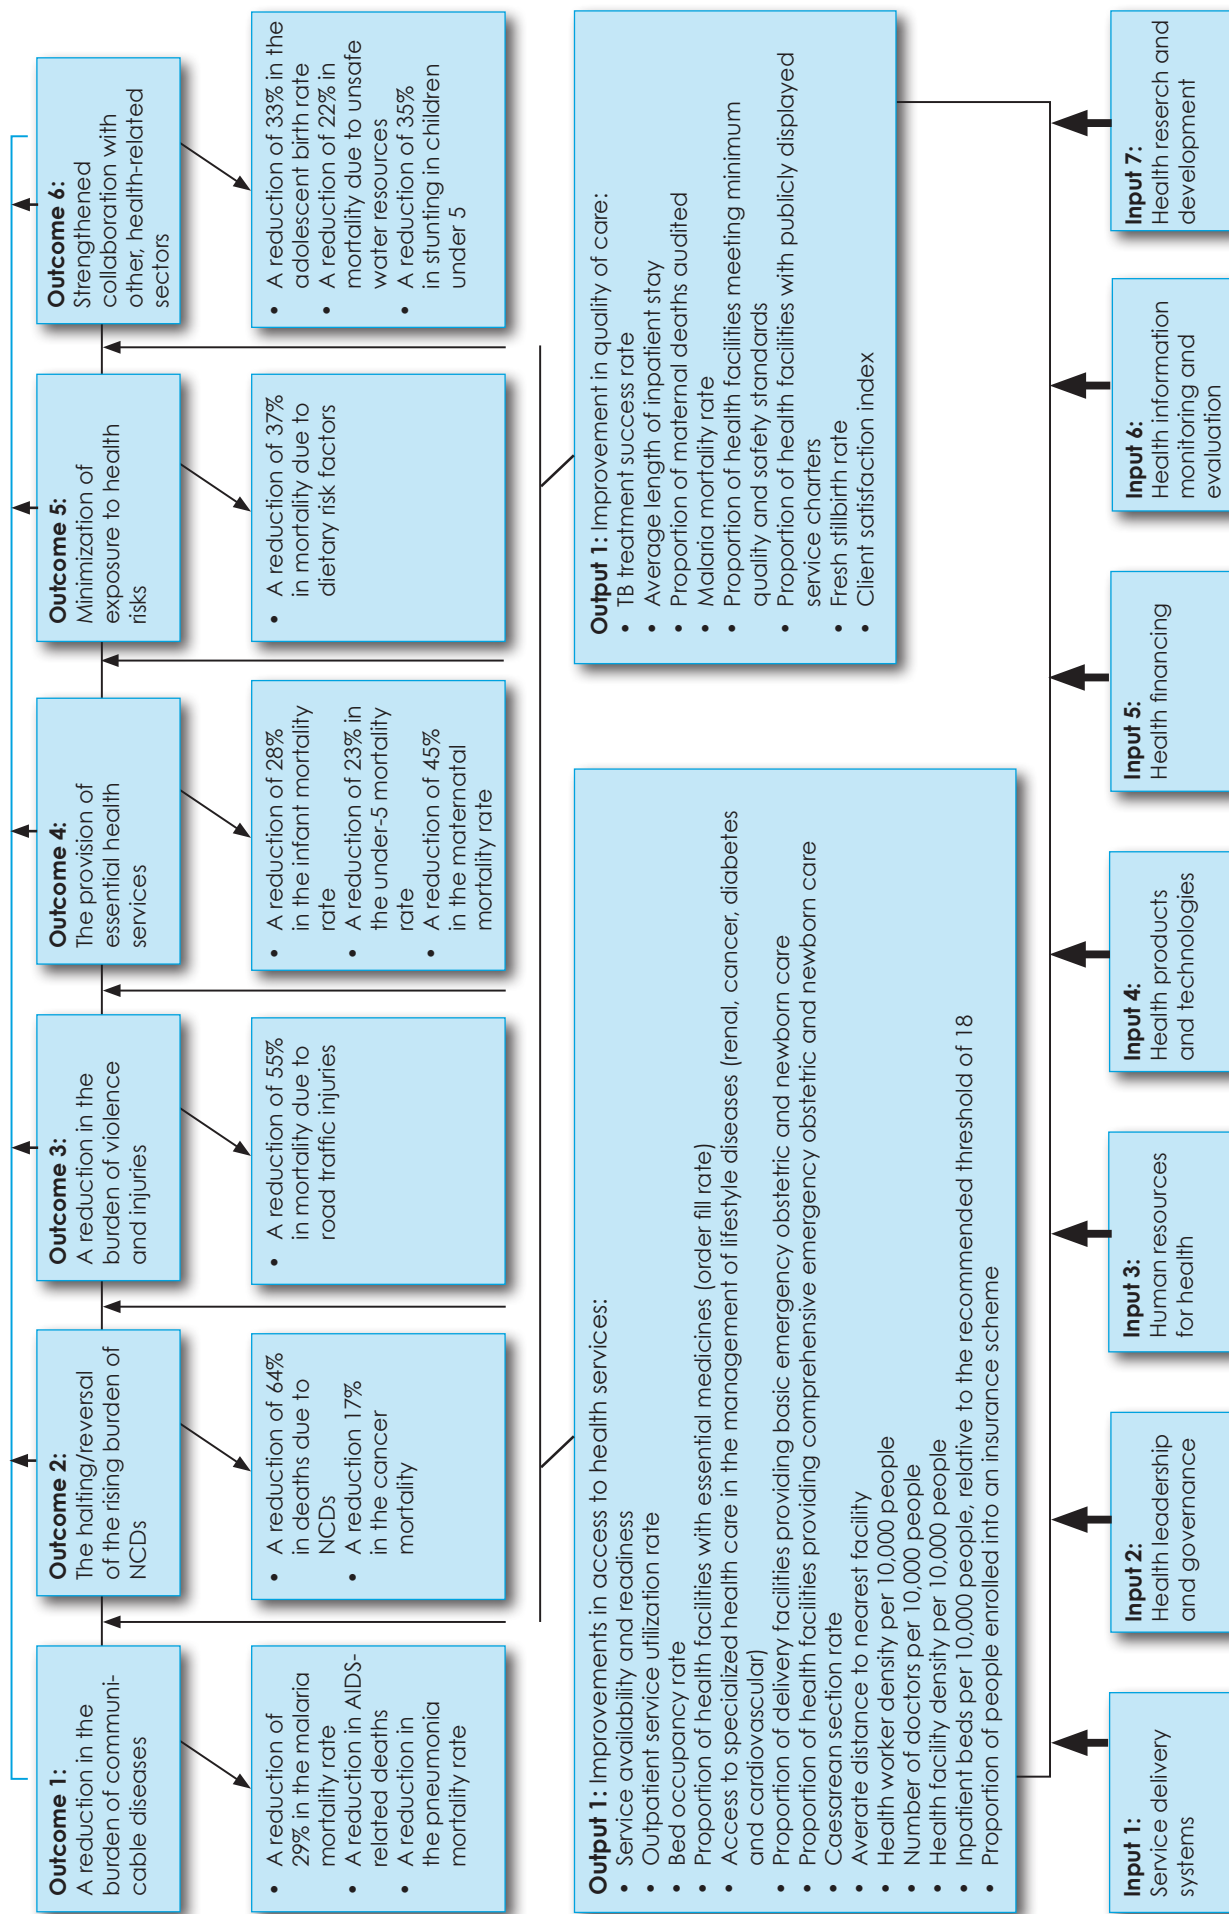 Outcome 1:
A reduction in the
burden of communi-
cable diseases
Outcome 2:
The halting/reversal
of the rising burden of
NCDs
Outcome 3:
A reduction in the
burden of violence
and injuries
Outcome 4:
The provision of
essential health
services
Outcome 5:
Minimization of
exposure to health
risks
Outcome 6:
Strengthened
collaboration with
other, health-related
sectors
• A reduction of
29% in the malaria
mortality rate
• A reduction in AIDS-
related deaths
• A reduction in
the pneumonia
mortality rate
• A reduction of 64%
in deaths due to
NCDs
• A reduction 17%
in the cancer
mortality
• A reduction of 55%
in mortality due to
road traffic injuries
• A reduction of 28%
in the infant mortality
rate
• A reduction of 23% in
the under-5 mortality
rate
• A reduction of 45%
in the maternatal
mortality rate
• A reduction of 37%
in mortality due to
dietary risk factors
• A reduction of 33% in the
adolescent birth rate
• A reduction of 22% in
mortality due to unsafe
water resources
• A reduction of 35%
in stunting in children
under 5
Output 1: Improvements in access to health services:
• Service availability and readiness
• Outpatient service utilization rate
• Bed occupancy rate
• Proportion of health facilities with essential medicines (order fill rate)
• Access to specialized health care in the management of lifestyle diseases (renal, cancer, diabetes
and cardiovascular)
• Proportion of delivery facilities providing basic emergency obstetric and newborn care
• Proportion of health facilities providing comprehensive emergency obstetric and newborn care
• Caesarean section rate
• Averate distance to nearest facility
• Health worker density per 10,000 people
• Number of doctors per 10,000 people
• Health facility density per 10,000 people
• Inpatient beds per 10,000 people, relative to the recommended threshold of 18
• Proportion of people enrolled into an insurance scheme
Output 1: Improvement in quality of care:
• TB treatment success rate
• Average length of inpatient stay
• Proportion of maternal deaths audited
• Malaria mortality rate
• Proportion of health facilities meeting minimum
quality and safety standards
• Proportion of health facilities with publicly displayed
service charters
• Fresh stillbirth rate
• Client satisfaction index
Input 1:
Service delivery
systems
Input 2:
Health leadership
and governance
Input 3:
Human resources
for health
Input 4:
Health products
and technologies
Input 5:
Health financing
Input 6:
Health information
monitoring and
evaluation
Input 7:
Health reserch and
development